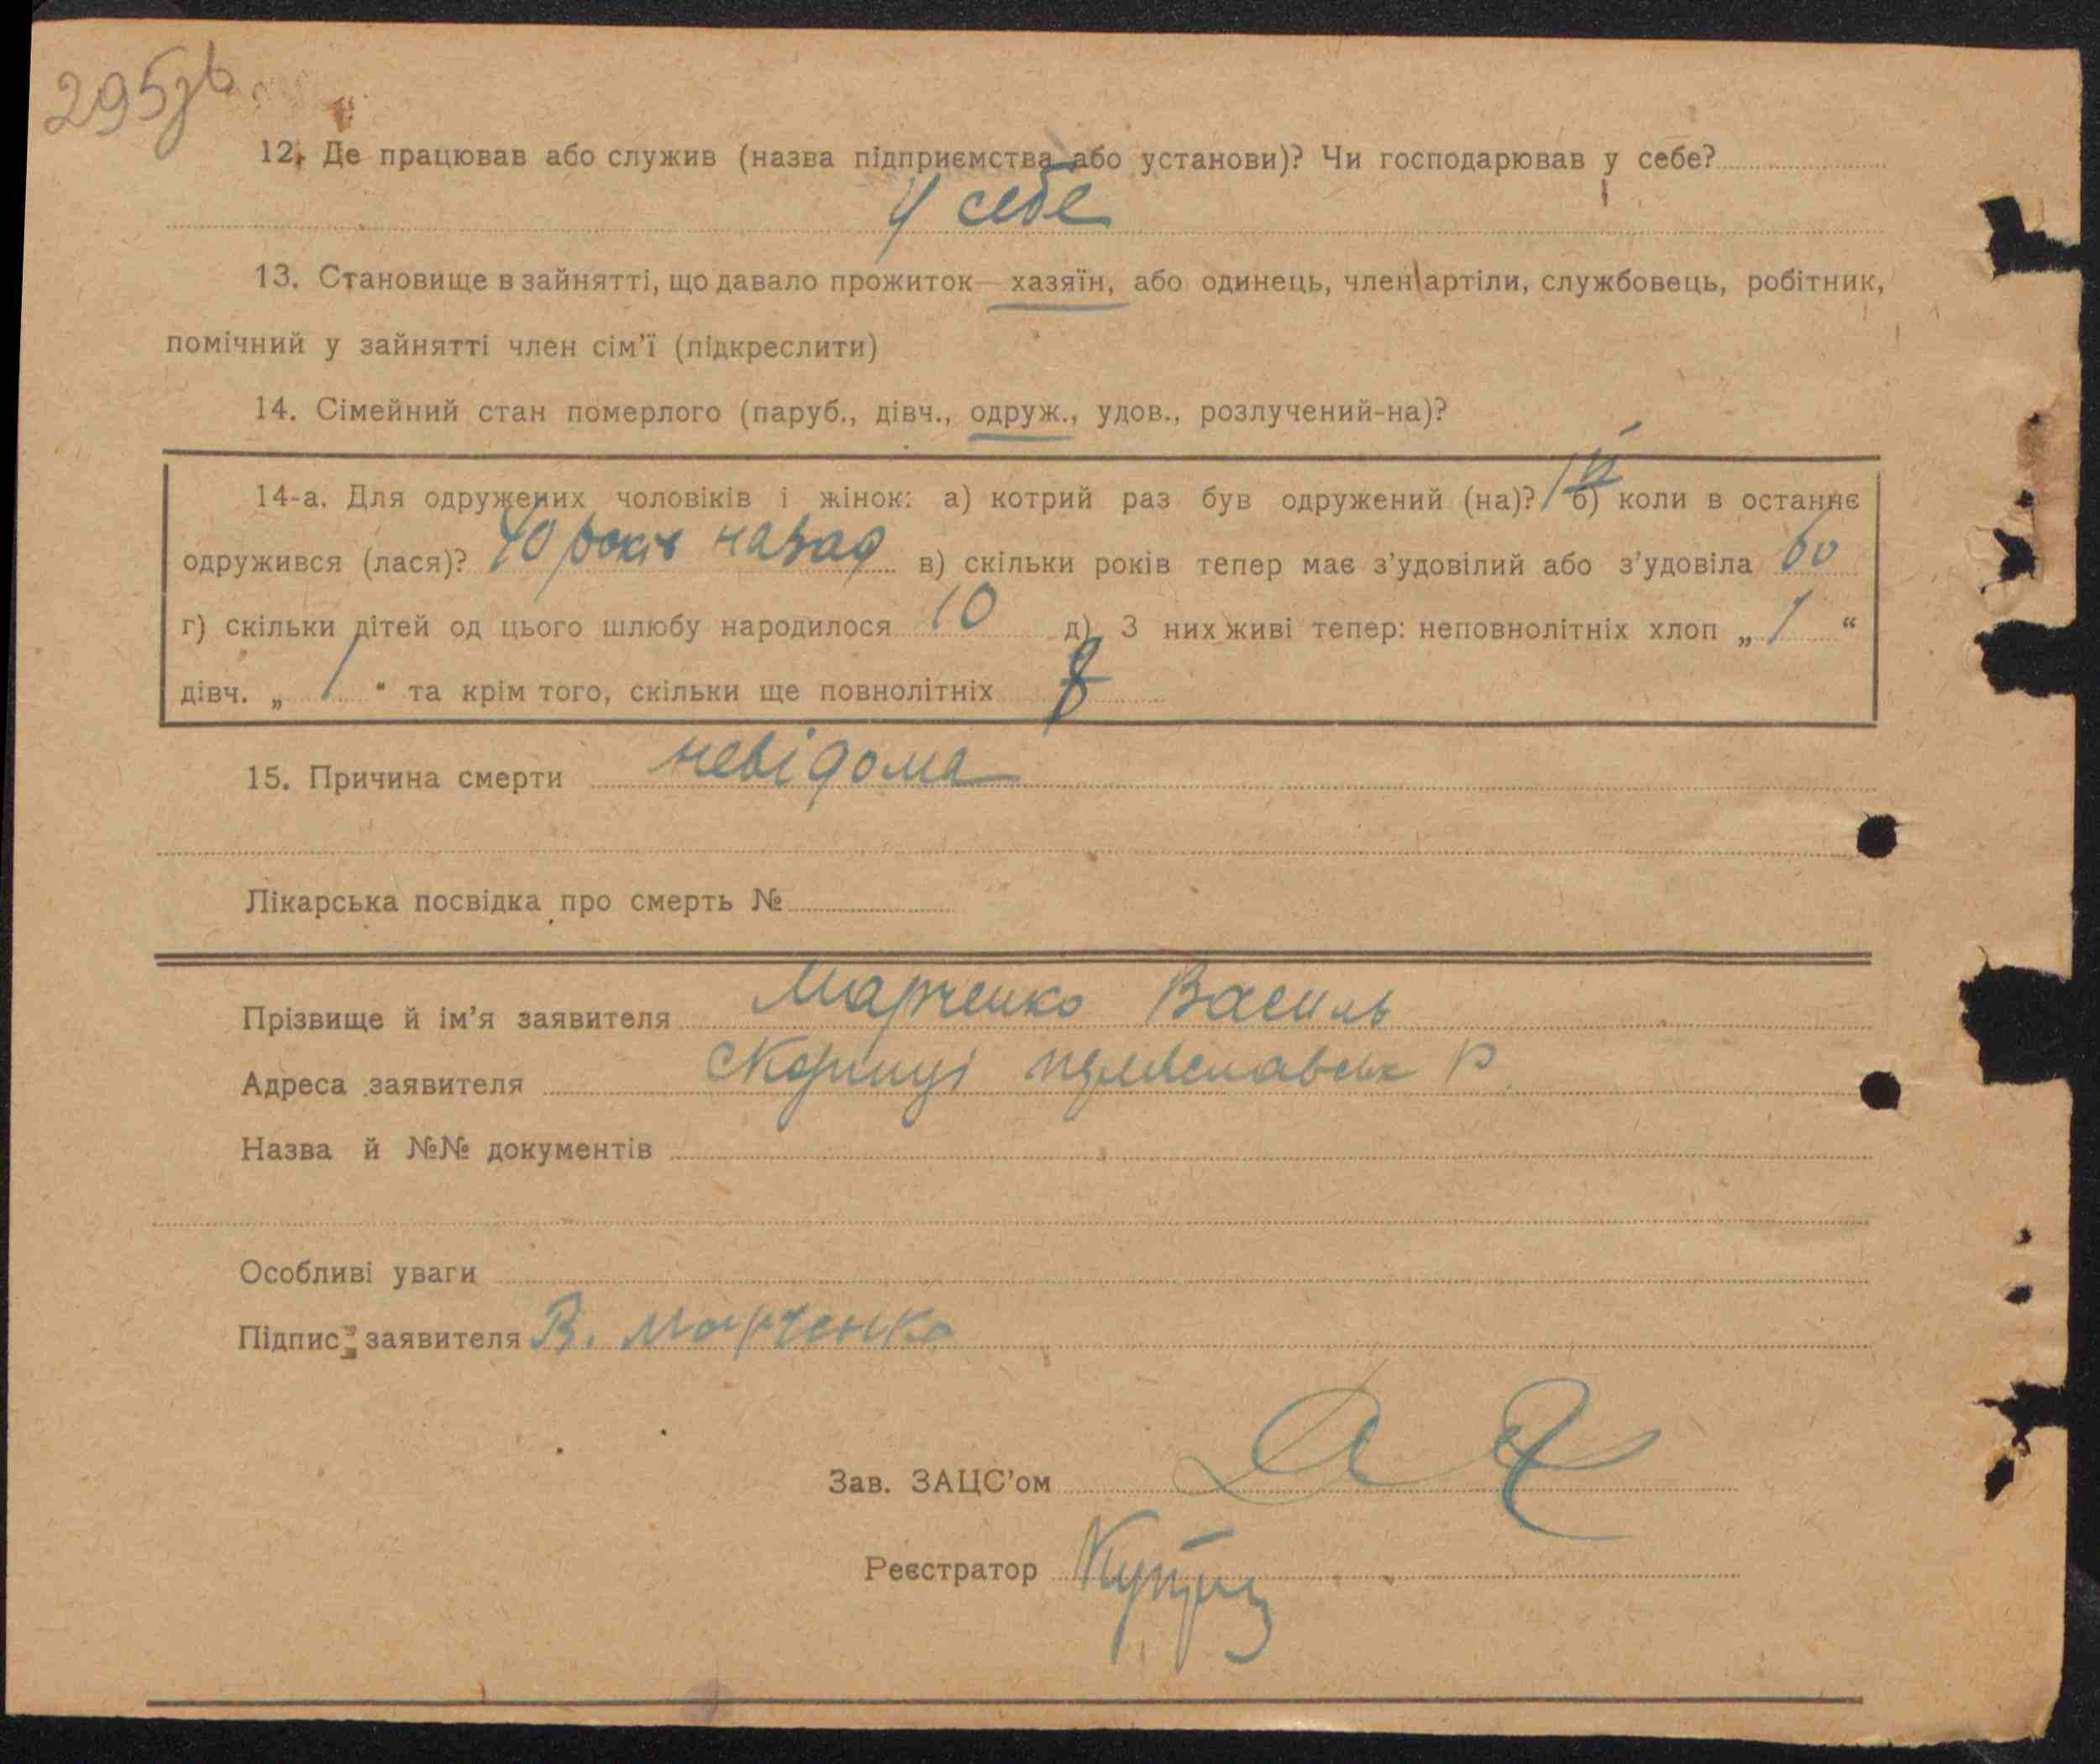 295зв.
12. Де працював або служив (назва підприємства або установи)? Чи господарював у себе?
У себе
13. Становище в зайнятті, що давало прожиток — хазяїн, або одинець, член артіли, службовець, робітник,
помічний у зайнятті член сім’ї (підкреслити)
14. Сімейний стан померлого (паруб., дівч., одруж., удов., розлучений-на)?
14-а. Для одружених чоловіків і жінок: а) котрий раз був одружений (на)? 1й б) коли в останнє
одружився (лася)? 40 років назад в) скільки років тепер має з’удовілий або з’удовіла 60
г) скільки дітей од цього шлюбу народилося 10 д) З них живі тепер: неповнолітніх хлоп „ 1 “
дівч. „ 1 “ та крім того, скільки ще повнолітніх 8
15. Причина смерти невідома
Лікарська посвідка про смерть №
Прізвище й ім’я заявителя Марченко Василь
Адреса заявителя
Назва й №№ документів
Особливі уваги
Підпис заявителя В. Марченко
Зав. ЗАЦС’ом
Реєстратор